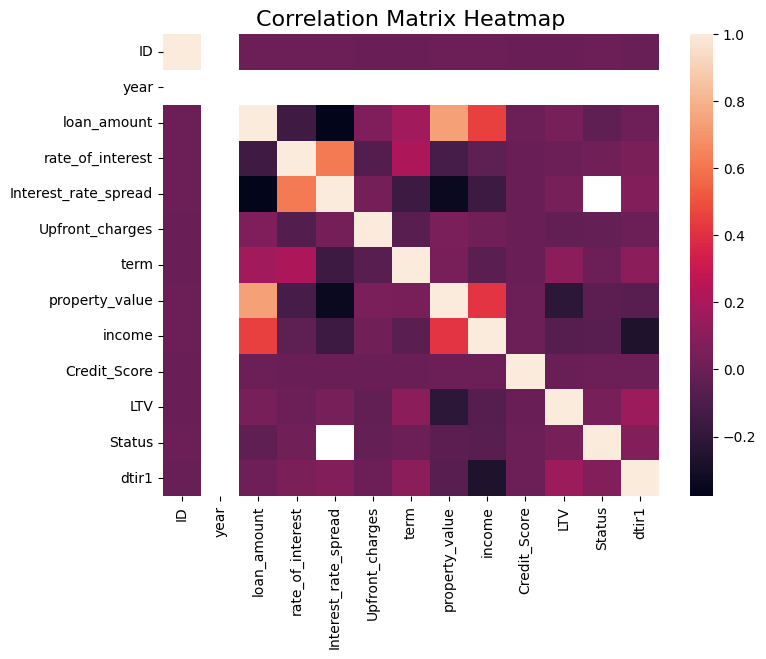 Correlation Matrix Heatmap
ID
year
loan_amount
rate_of_interest
Interest_rate_spread
Upfront_charges
term
property_value
income
Credit_Score
LTV
Status
dtir1
ID
year
loan_amount
rate_of_interest
Interest_rate_spread
Upfront_charges
term
property_value
income
Credit_Score
LTV
Status
dtir1
1.0
0.8
0.6
0.4
0.2
0.0
−0.2